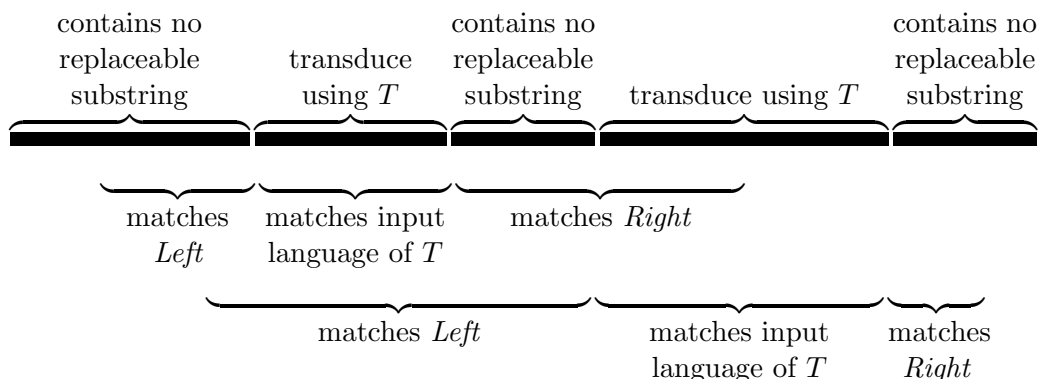 contains no
replaceable
substring
transduce
using T
contains no
replaceable
substring
transduce using T
contains no
replaceable
substring
matches
Left
matches input
language of T
matches Right
matches Left
matches input
language of T
matches
Right